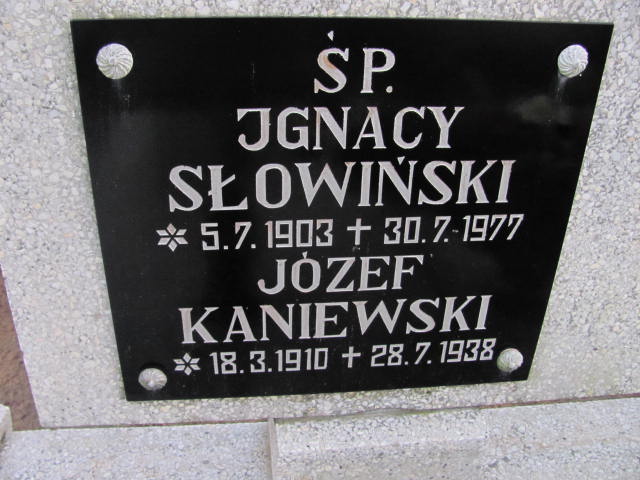 ŚP.
JGNACY
SŁOWIŃSKI
* 5.7.1903 † 30.7.1977
JÓZEF
KANIEWSKI
* 18.3.1910 † 28.7.1938